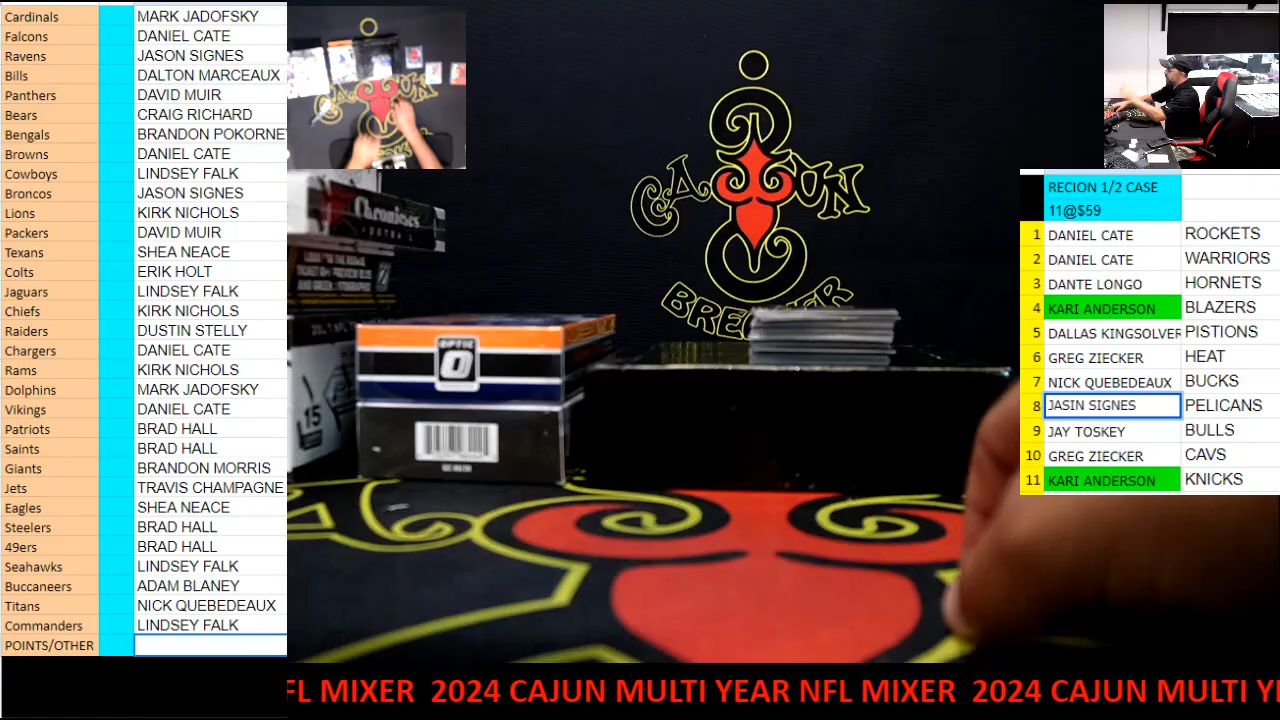 Cardinals MARK JADOFSKY
Falcons DANIEL CATE
Ravens JASON SIGNES
Bills DALTON MARCEAUX
Panthers DAVID MUIR
Bears CRAIG RICHARD
Bengals BRANDON POKORNEY
Browns DANIEL CATE
Cowboys LINDSEY FALK
Broncos JASON SIGNES
Lions KIRK NICHOLS
Packers DAVID MUIR
Texans SHEA NEACE
Colts ERIK HOLT
Jaguars LINDSEY FALK
Chiefs KIRK NICHOLS
Raiders DUSTIN STELLY
Chargers DANIEL CATE
Rams KIRK NICHOLS
Dolphins MARK JADOFSKY
Vikings DANIEL CATE
Patriots BRAD HALL
Saints BRAD HALL
Giants BRANDON MORRIS
Jets TRAVIS CHAMPAGNE
Eagles SHEA NEACE
Steelers BRAD HALL
49ers BRAD HALL
Seahawks LINDSEY FALK
Buccaneers ADAM BLANEY
Titans NICK QUEBEDEAUX
Commanders LINDSEY FALK
POINTS/OTHER
Chronicles
OPTIC
O
15
CAJUN
BREAKER
RECION 1/2 CASE
11@$59
1 DANIEL CATE ROCKETS
2 DANIEL CATE WARRIORS
3 DANTE LONGO HORNETS
4 KARI ANDERSON BLAZERS
5 DALLAS KINGSOLVER PISTIONS
6 GREG ZIECKER HEAT
7 NICK QUEBEDEAUX BUCKS
8 JASIN SIGNES PELICANS
9 JAY TOSKEY BULLS
10 GREG ZIECKER CAVS
11 KARI ANDERSON KNICKS
FL MIXER 2024 CAJUN MULTI YEAR NFL MIXER 2024 CAJUN MULTI YE